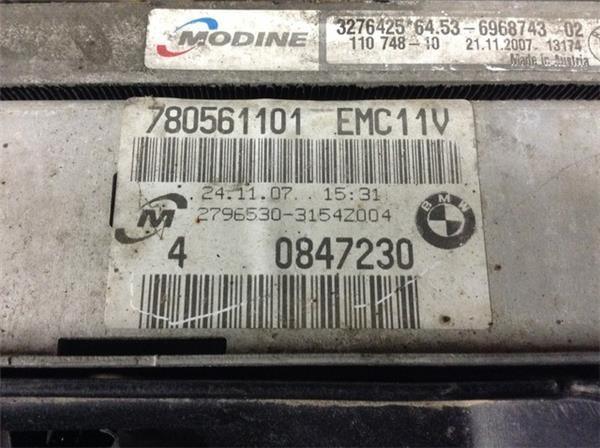 MODINE
3276425*64.53-6968743 02
110 748-10 21.11.2007. 13174
Made in Austria
780561101 EMC11V
24.11.07 15:31
M 2796530-3154Z004 BMW
4 0847230